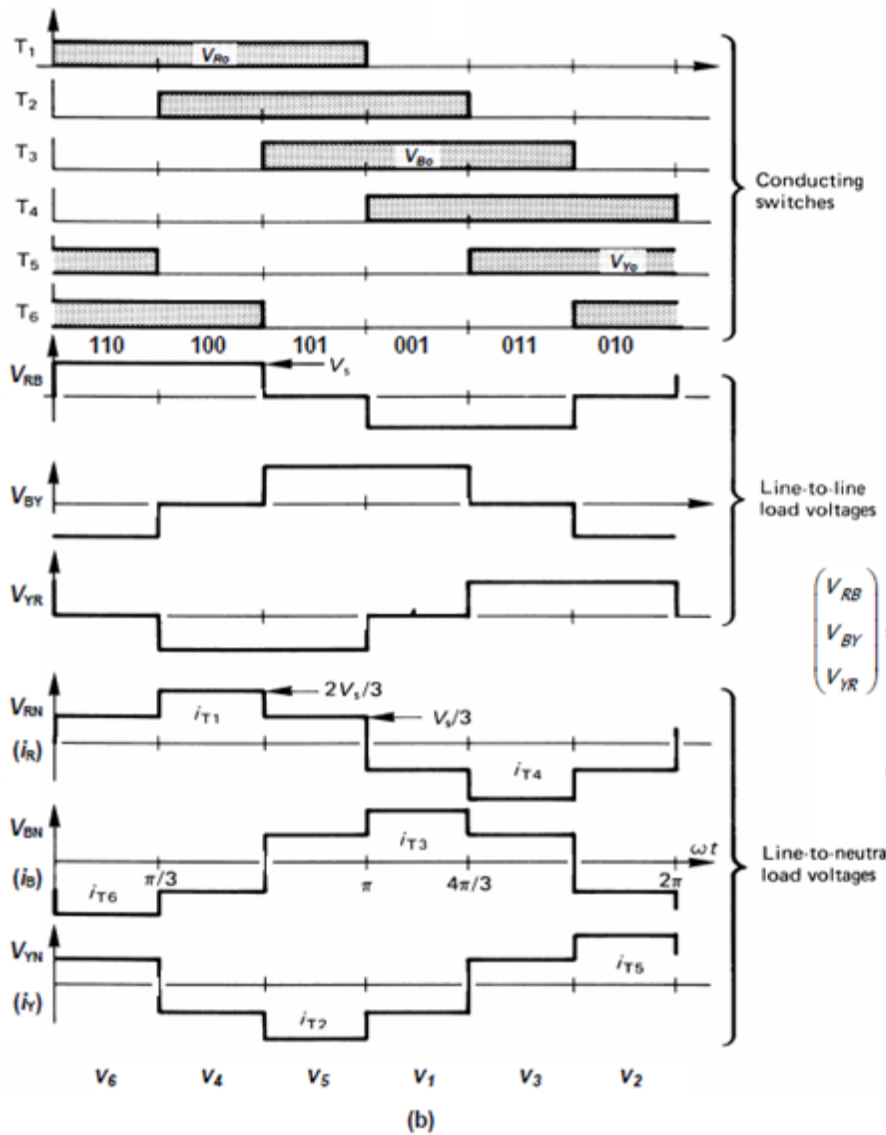 T1
VRo
T2
T3
VBo
T4
T5
VYo
T6
Conducting
switches
110 100 101 001 011 010
VRB
Vs
VBY
Line-to-line
load voltages
VYR
VRB
VBY
VYR
VRN
(iR)
2Vs/3
iT1
Vs/3
iT4
VBN
(iB)
iT3
ωt
iT6
π/3 π 4π/3 2π
Line-to-neutra
load voltages
VYN
(iY)
iT5
iT2
V6 V4 V5 V1 V3 V2
(b)